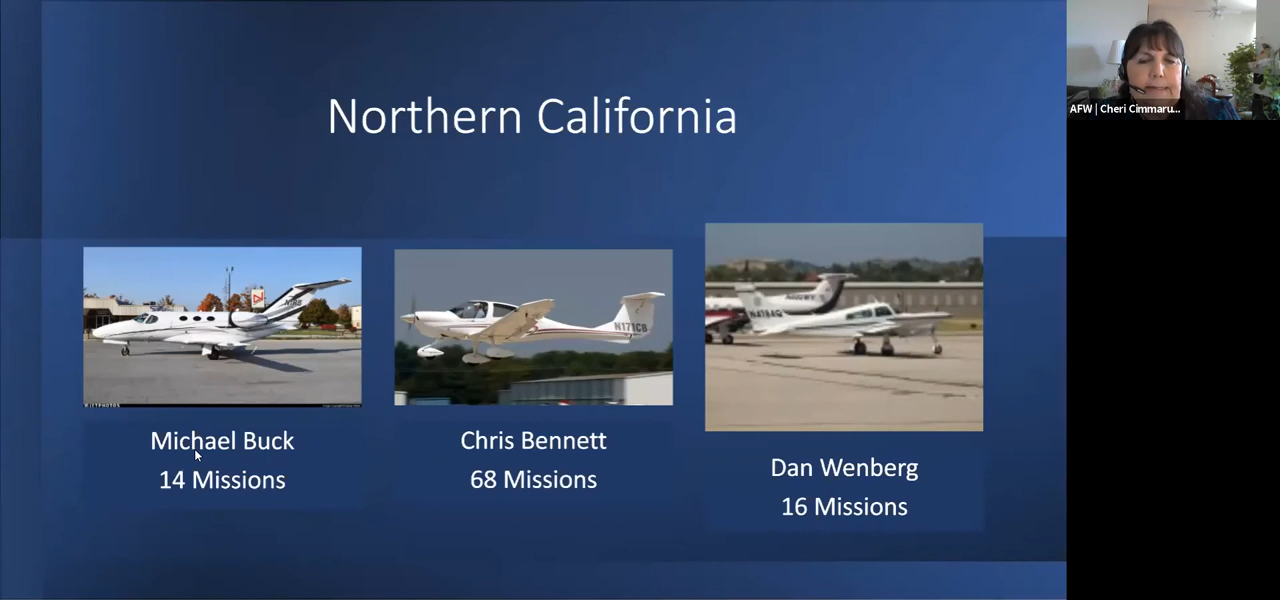 Northern California
AFW | Cheri Cimmaru...
N171CB
Michael Buck
14 Missions
Chris Bennett
68 Missions
Dan Wenberg
16 Missions